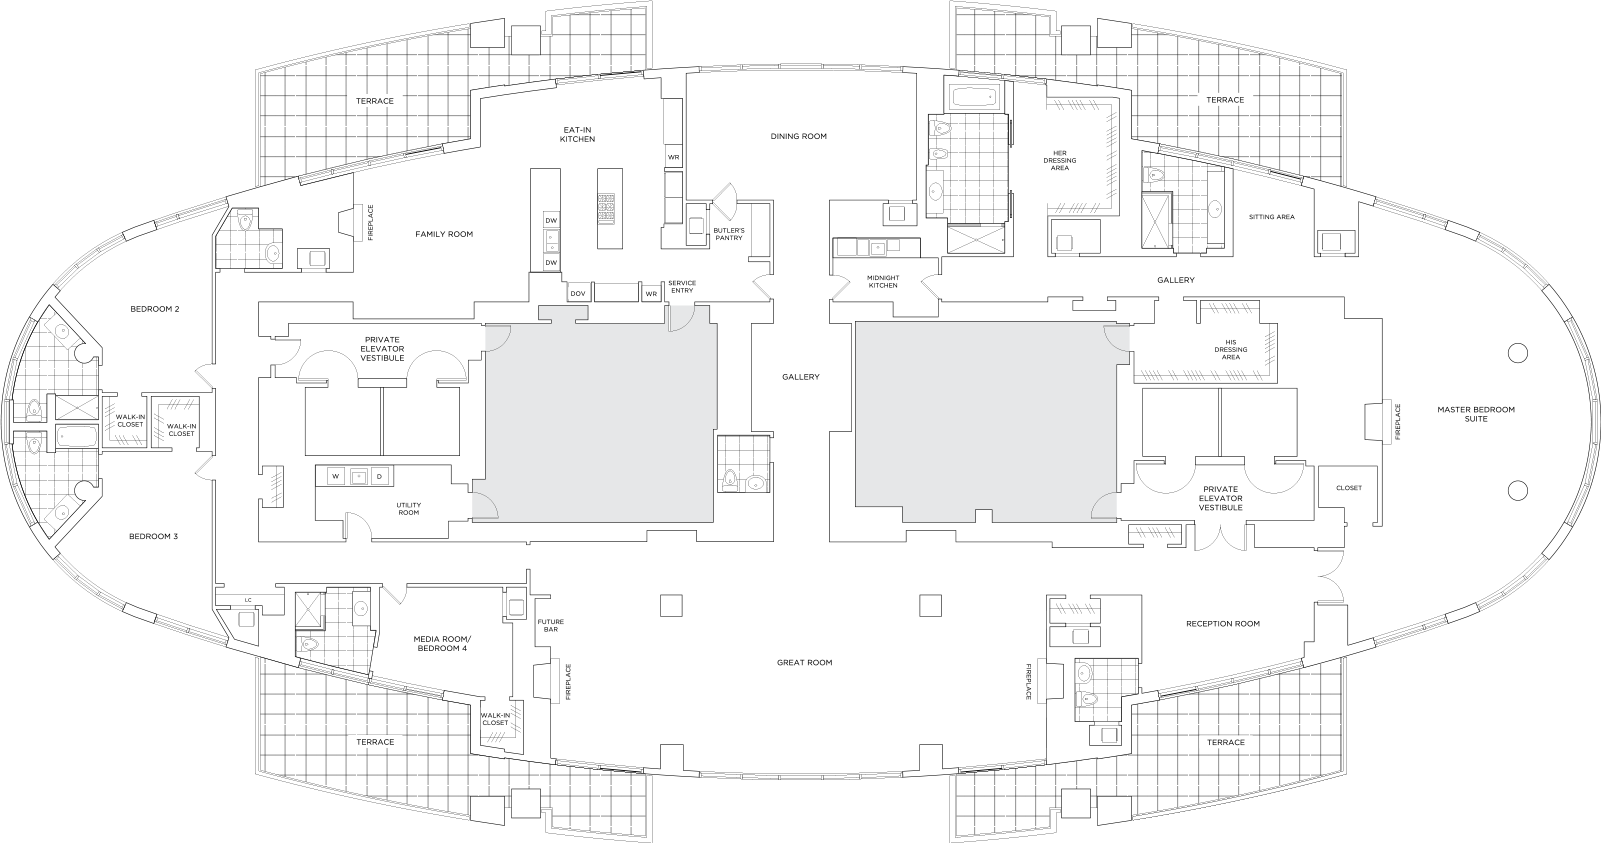 TERRACE
TERRACE
EAT-IN
KITCHEN
DINING ROOM
WR
HER
DRESSING
AREA
FIREPLACE
FAMILY ROOM
DW
DW
BUTLER'S
PANTRY
SITTING AREA
BEDROOM 2
DOV
WR
SERVICE
ENTRY
MIDNIGHT
KITCHEN
GALLERY
PRIVATE
ELEVATOR
VESTIBULE
HIS
DRESSING
AREA
GALLERY
WALK-IN
CLOSET
WALK-IN
CLOSET
FIREPLACE
MASTER BEDROOM
SUITE
W
D
UTILITY
ROOM
PRIVATE
ELEVATOR
VESTIBULE
CLOSET
BEDROOM 3
LC
MEDIA ROOM/
BEDROOM 4
FUTURE
BAR
RECEPTION ROOM
FIREPLACE
GREAT ROOM
FIREPLACE
WALK-IN
CLOSET
TERRACE
TERRACE